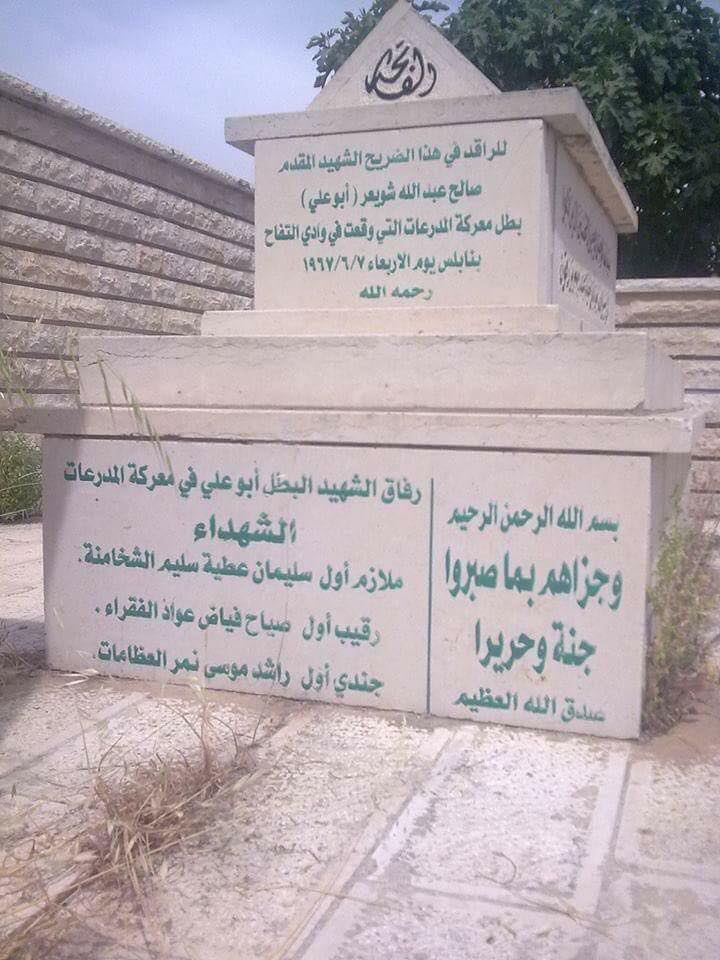 الفاتحة
للراقد في هذا الضريح الشهيد المقدم
صالح عبد الله شويعر (أبو علي)
بطل معركة المدرعات التي وقعت في وادي التفاح
بنابلس يوم الاربعاء ١٩٦٧/٦/٧
رحمه الله
بسم الله الرحمن الرحيم
وجزاهم بما صبروا
جنة وحريرا
صدق الله العظيم
رفاق الشهيد البطل أبو علي في معركة المدرعات
الشهداء
ملازم أول سليمان عطية سليم الشخامنة.
رقيب أول صياح فياض عواد الفقراء.
جندي أول راشد موسى نمر العظامات.